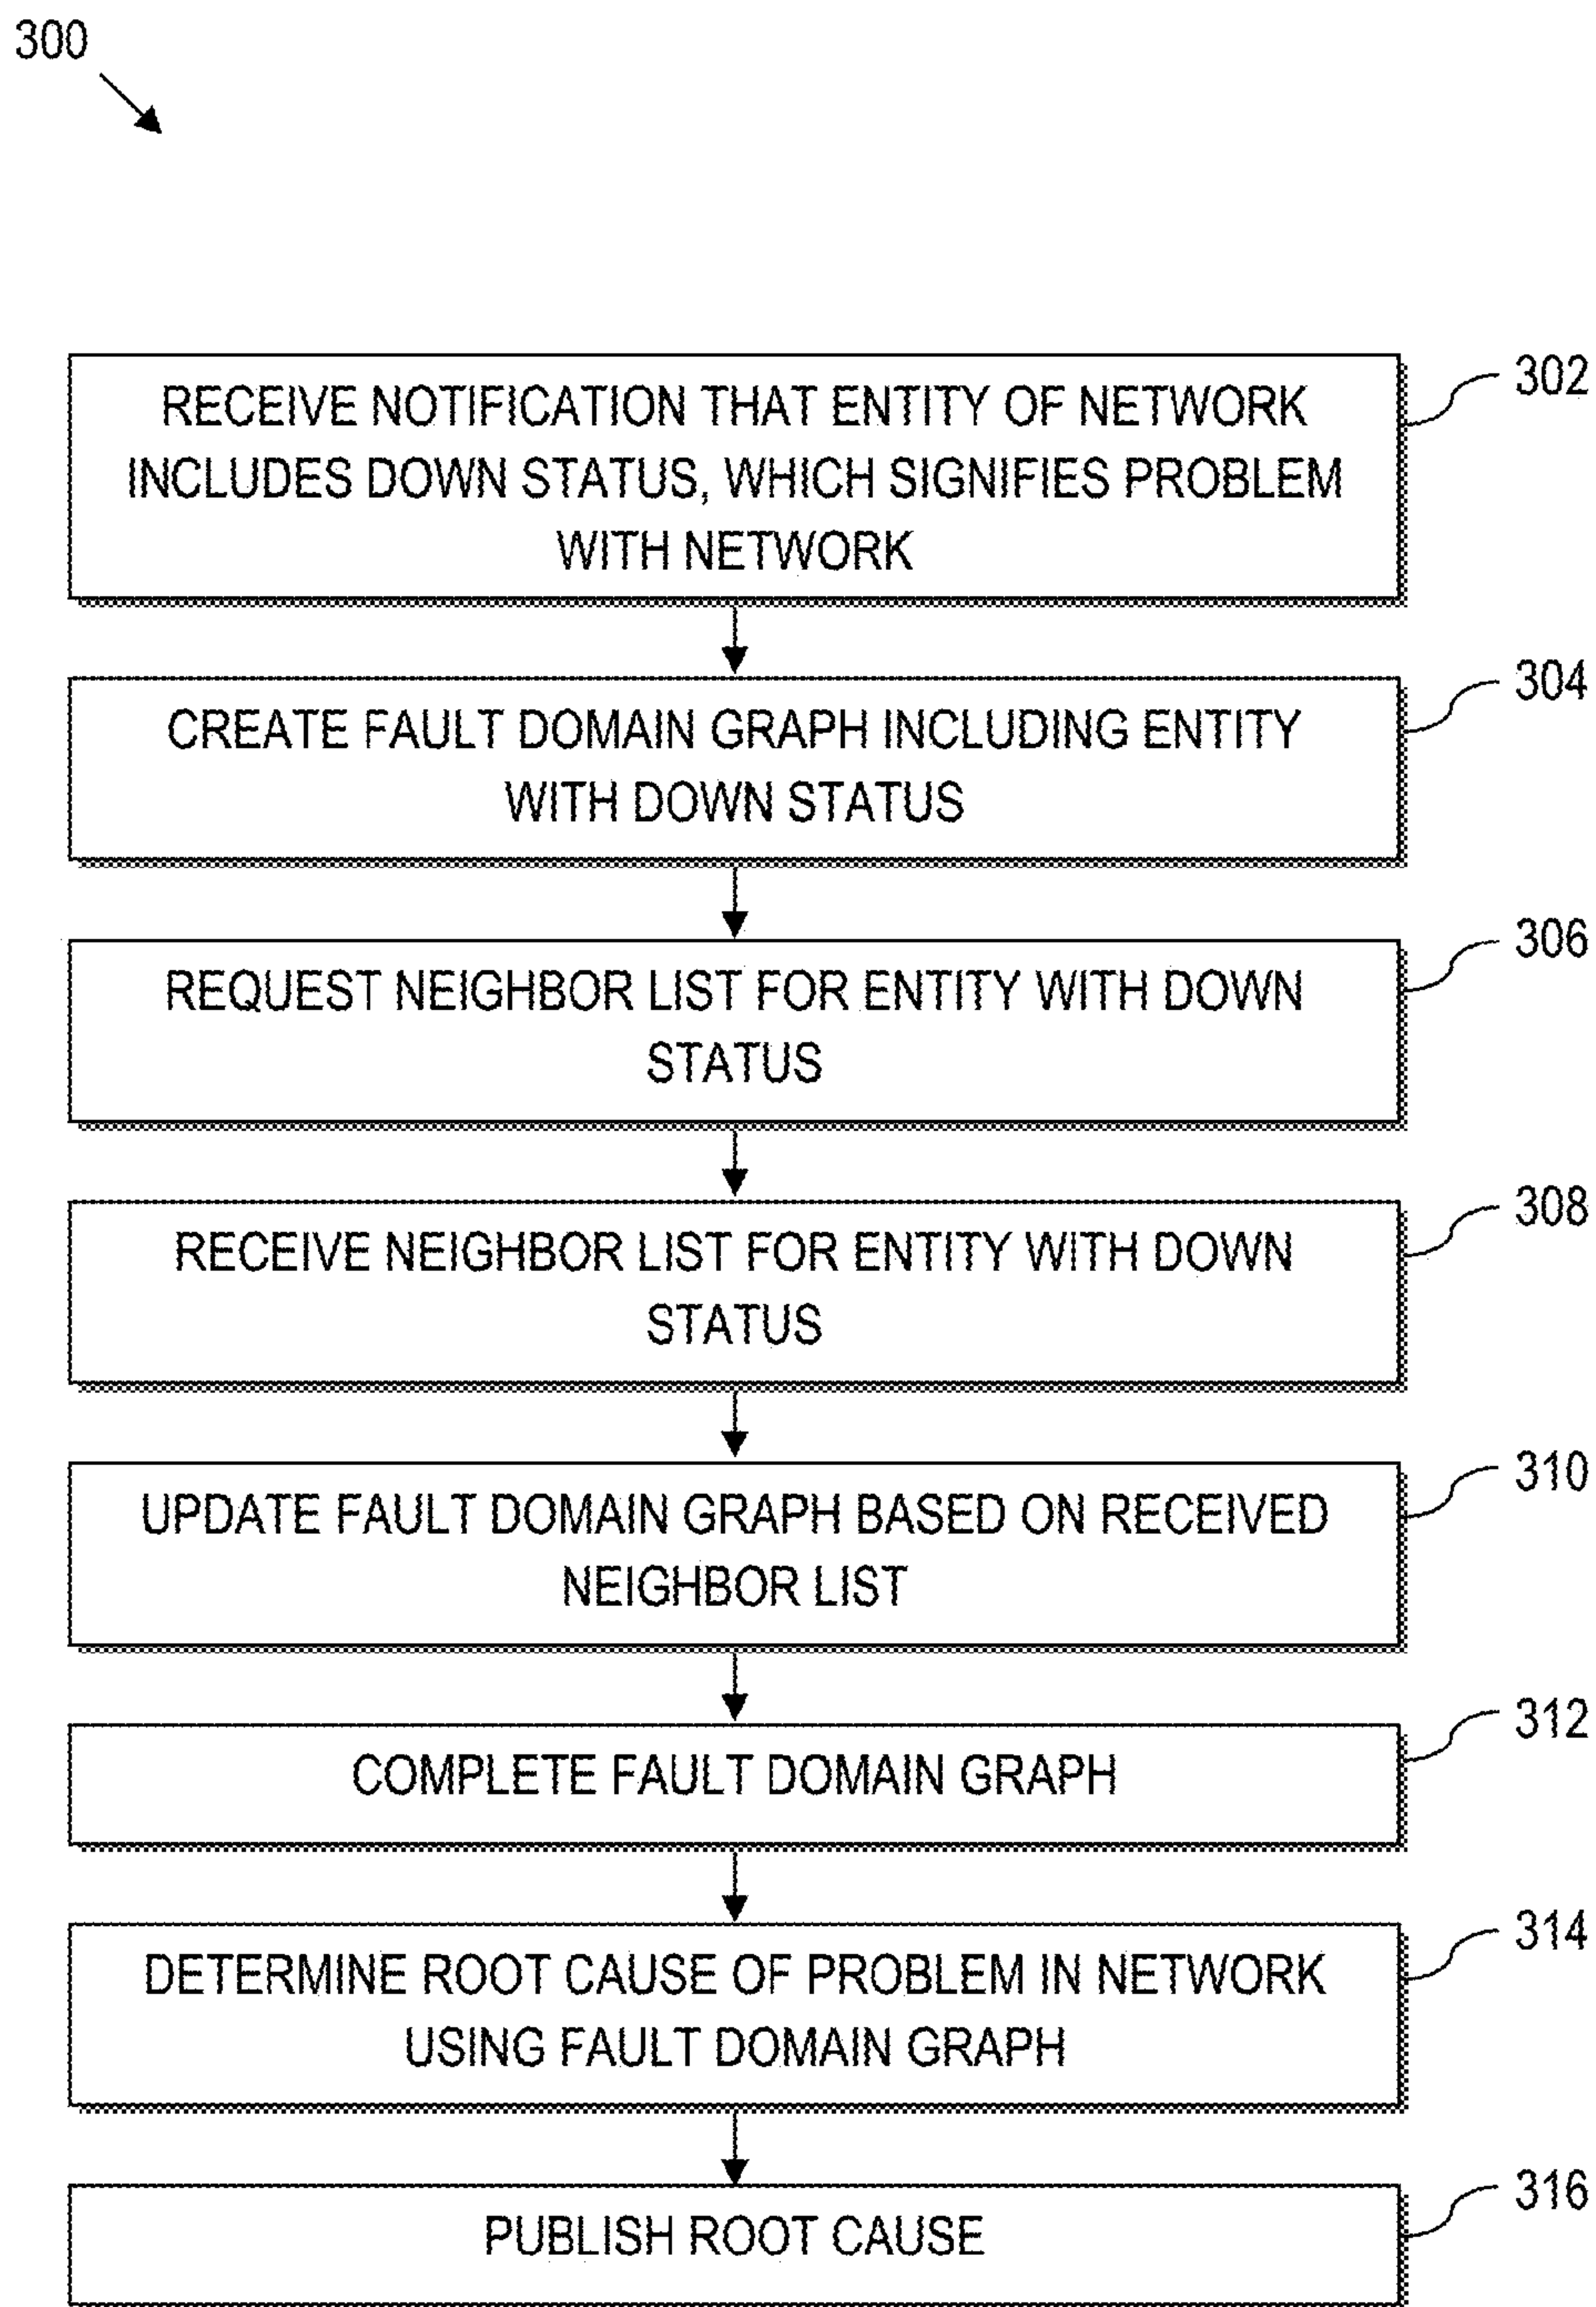 300
RECEIVE NOTIFICATION THAT ENTITY OF NETWORK
INCLUDES DOWN STATUS, WHICH SIGNIFIES PROBLEM
WITH NETWORK
302
CREATE FAULT DOMAIN GRAPH INCLUDING ENTITY
WITH DOWN STATUS
304
REQUEST NEIGHBOR LIST FOR ENTITY WITH DOWN
STATUS
306
RECEIVE NEIGHBOR LIST FOR ENTITY WITH DOWN
STATUS
308
UPDATE FAULT DOMAIN GRAPH BASED ON RECEIVED
NEIGHBOR LIST
310
COMPLETE FAULT DOMAIN GRAPH
312
DETERMINE ROOT CAUSE OF PROBLEM IN NETWORK
USING FAULT DOMAIN GRAPH
314
PUBLISH ROOT CAUSE
316